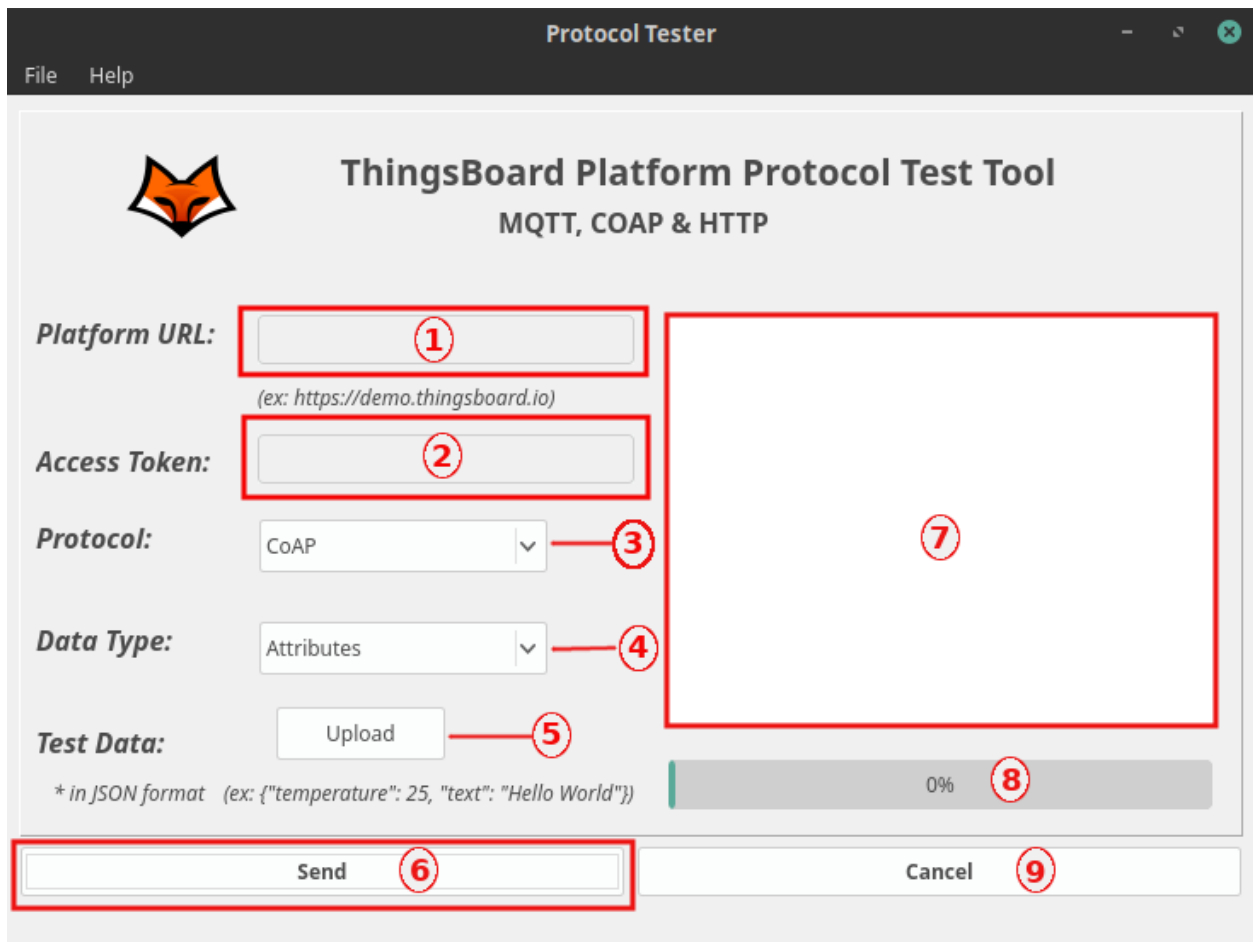 Protocol Tester
File Help
ThingsBoard Platform Protocol Test Tool
MQTT, COAP & HTTP
Platform URL:
1
(ex: https://demo.thingsboard.io)
Access Token:
2
Protocol:
CoAP
3
Data Type:
Attributes
4
Test Data:
Upload
5
* in JSON format (ex: {"temperature": 25, "text": "Hello World"})
7
0%
8
Send
6
Cancel
9